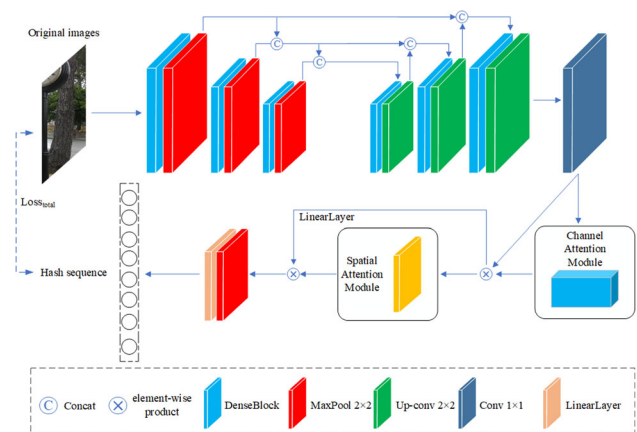 Original images
C
C
C
C
C
Loss_total
Hash sequence
LinearLayer
Spatial
Attention
Module
Channel
Attention
Module
C Concat
element-wise
product
DenseBlock
MaxPool 2×2
Up-conv 2×2
Conv 1×1
LinearLayer